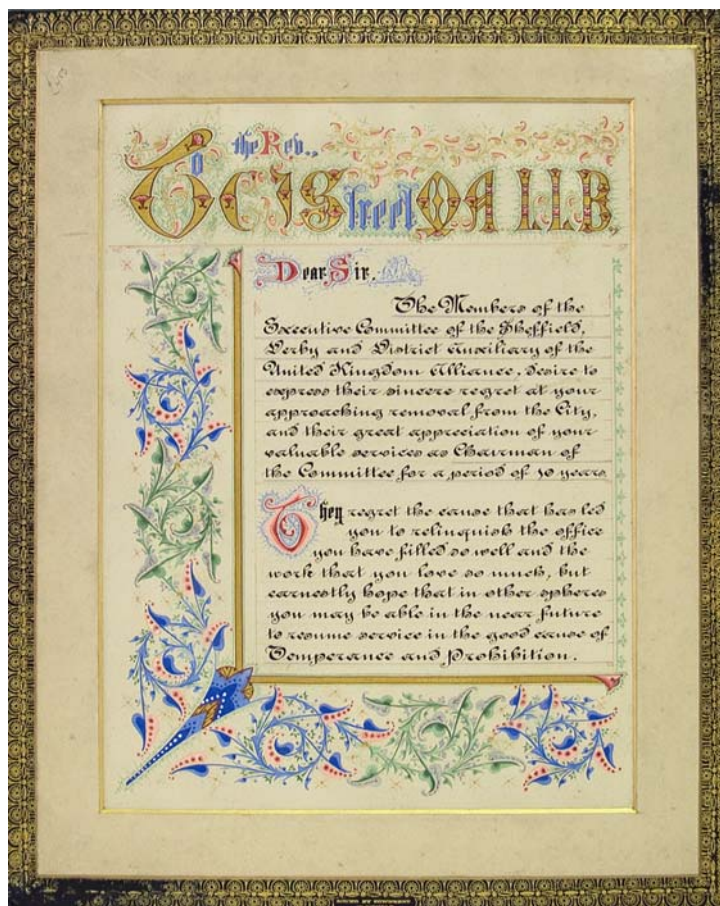 To the Rev.,
C J Street MA LLB.,
Dear Sir.
The Members of the
Executive Committee of the Sheffield,
Derby and District Auxiliary of the
United Kingdom Alliance, desire to
express their sincere regret at your
approaching removal from the City,
and their great appreciation of your
valuable services as Chairman of
the Committee for a period of 10 years
They regret the cause that has led
you to relinquish the office
you have filled so well and the
work that you love so much, but
earnestly hope that in other spheres
you may be able in the near future
to resume service in the good cause of
Temperance and Prohibition.